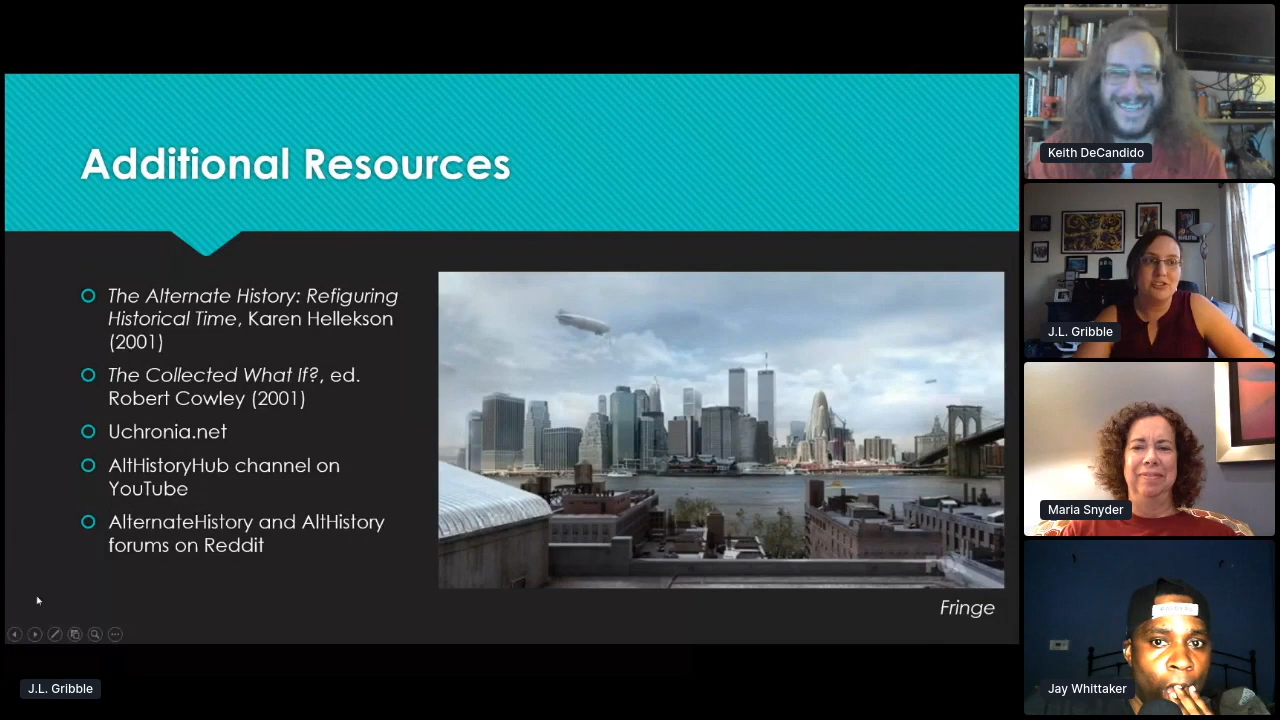 Additional Resources
The Alternate History: Refiguring
Historical Time, Karen Hellekson
(2001)
The Collected What If?, ed.
Robert Cowley (2001)
Uchronia.net
AltHistoryHub channel on
YouTube
AlternateHistory and AltHistory
forums on Reddit
Fringe
J.L. Gribble
Keith DeCandido
J.L. Gribble
Maria Snyder
Jay Whittaker